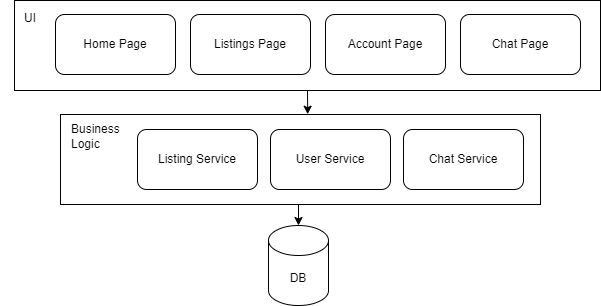 UI
Home Page
Listings Page
Account Page
Chat Page
Business
Logic
Listing Service
User Service
Chat Service
DB